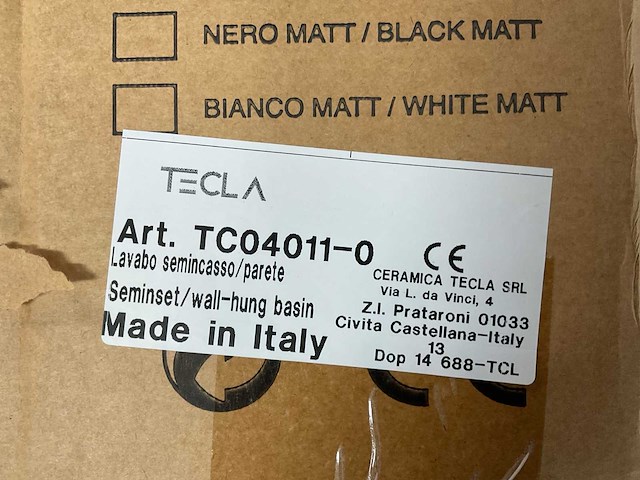 NERO MATT / BLACK MATT
BIANCO MATT / WHITE MATT
TECLA
Art. TC04011-0
Lavabo semincasso/parete
Seminset/wall-hung basin
Made in Italy
CE
CERAMICA TECLA SRL
Via L. da Vinci, 4
Z.I. Prataroni 01033
Civita Castellana-Italy
13
Dop 14 688-TCL